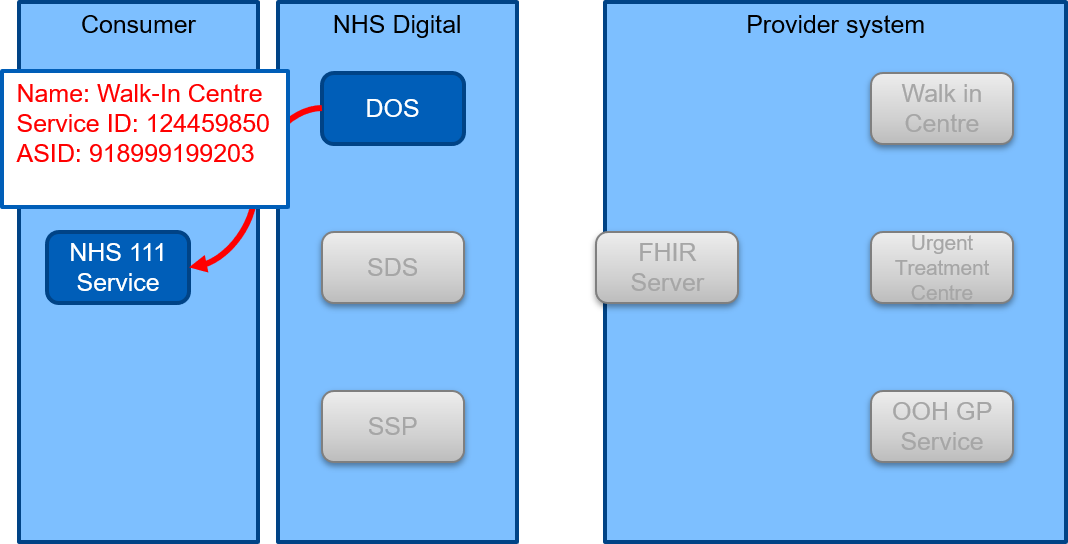 Consumer
NHS Digital
Provider system
Name: Walk-In Centre
Service ID: 124459850
ASID: 918999199203
DOS
Walk in
Centre
NHS 111
Service
SDS
FHIR
Server
Urgent
Treatment
Centre
SSP
OOH GP
Service